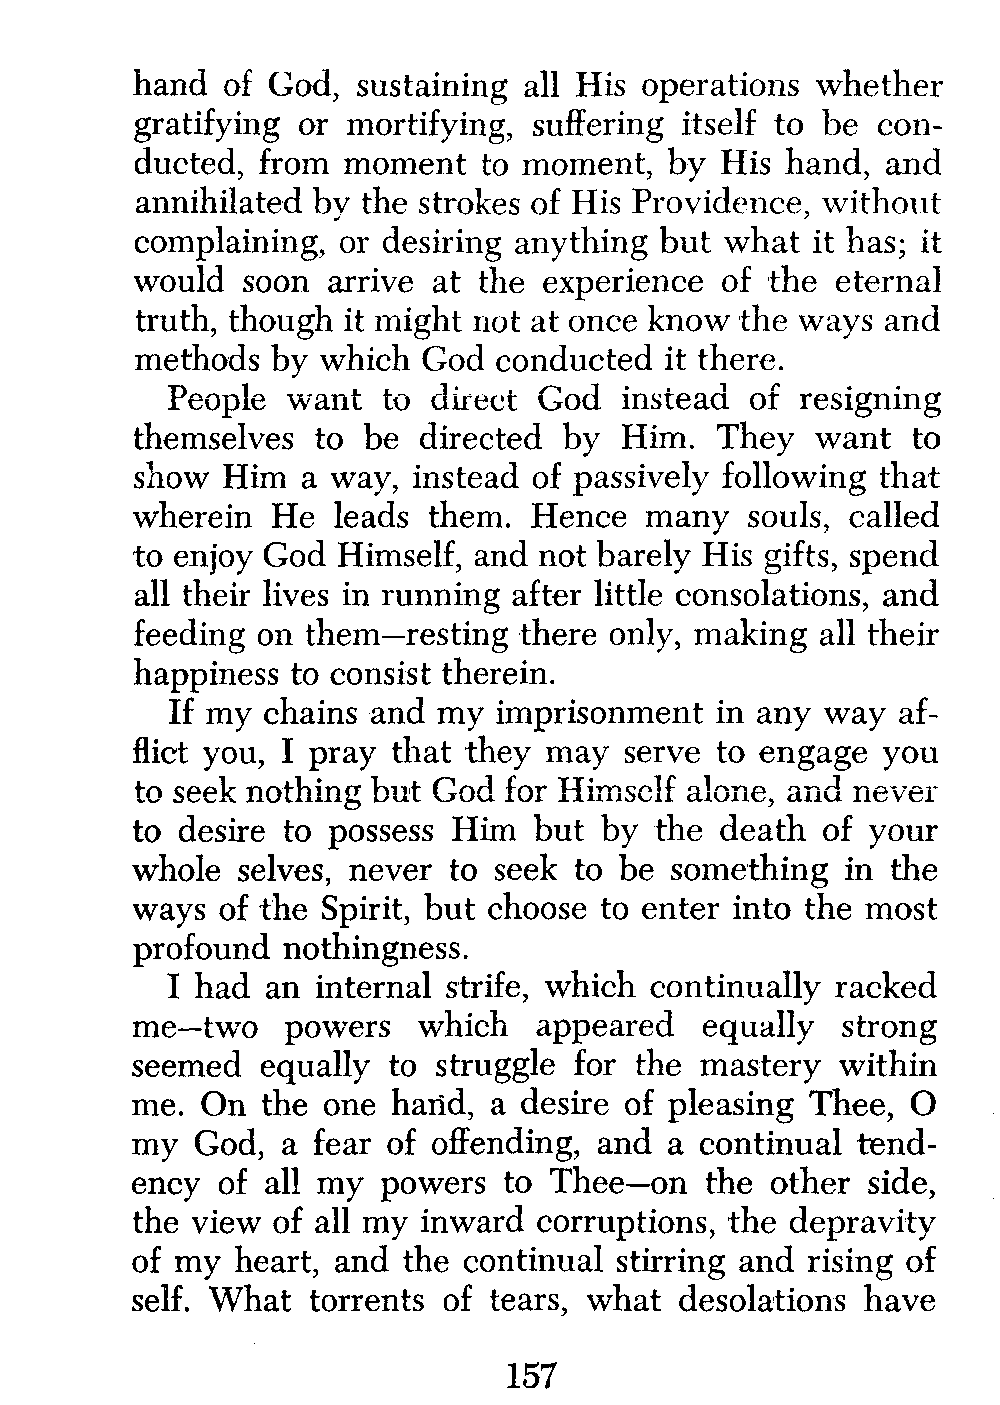 hand of God, sustaining all His operations whether
gratifying or mortifying, suffering itself to be con-
ducted, from moment to moment, by His hand, and
annihilated by the strokes of His Providence, without
complaining, or desiring anything but what it has; it
would soon arrive at the experience of the eternal
truth, though it might not at once know the ways and
methods by which God conducted it there.
People want to direct God instead of resigning
themselves to be directed by Him. They want to
show Him a way, instead of passively following that
wherein He leads them. Hence many souls, called
to enjoy God Himself, and not barely His gifts, spend
all their lives in running after little consolations, and
feeding on them—resting there only, making all their
happiness to consist therein.
If my chains and my imprisonment in any way af-
flict you, I pray that they may serve to engage you
to seek nothing but God for Himself alone, and never
to desire to possess Him but by the death of your
whole selves, never to seek to be something in the
ways of the Spirit, but choose to enter into the most
profound nothingness.
I had an internal strife, which continually racked
me—two powers which appeared equally strong
seemed equally to struggle for the mastery within
me. On the one hand, a desire of pleasing Thee, O
my God, a fear of offending, and a continual tend-
ency of all my powers to Thee—on the other side,
the view of all my inward corruptions, the depravity
of my heart, and the continual stirring and rising of
self. What torrents of tears, what desolations have
157